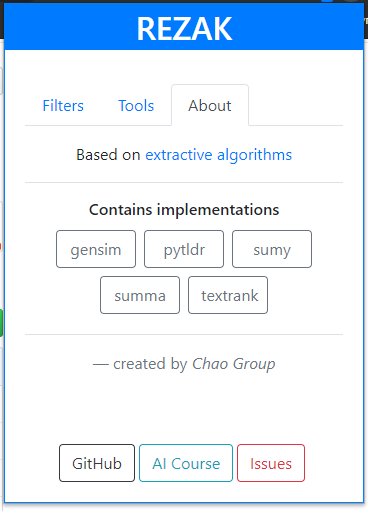 REZAK
Filters Tools About
Based on extractive algorithms
Contains implementations
gensim pytldr sumy
summa textrank
— created by Chao Group
GitHub AI Course Issues